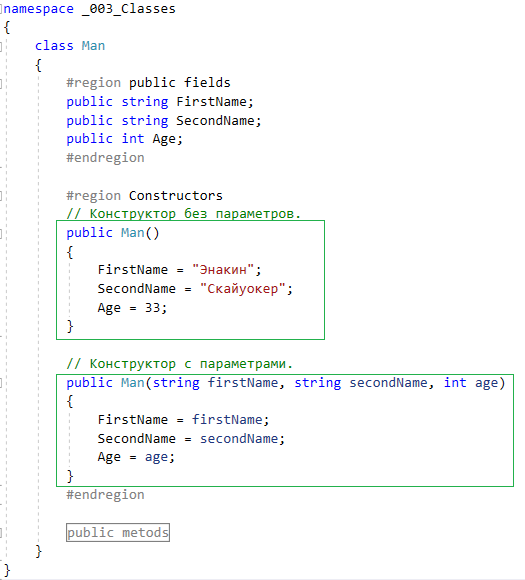 namespace _003_Classes
{
class Man
{
#region public fields
public string FirstName;
public string SecondName;
public int Age;
#endregion
#region Constructors
// Конструктор без параметров.
public Man()
{
FirstName = "Энакин";
SecondName = "Скайуокер";
Age = 33;
}
// Конструктор с параметрами.
public Man(string firstName, string secondName, int age)
{
FirstName = firstName;
SecondName = secondName;
Age = age;
}
#endregion
public metods
}
}